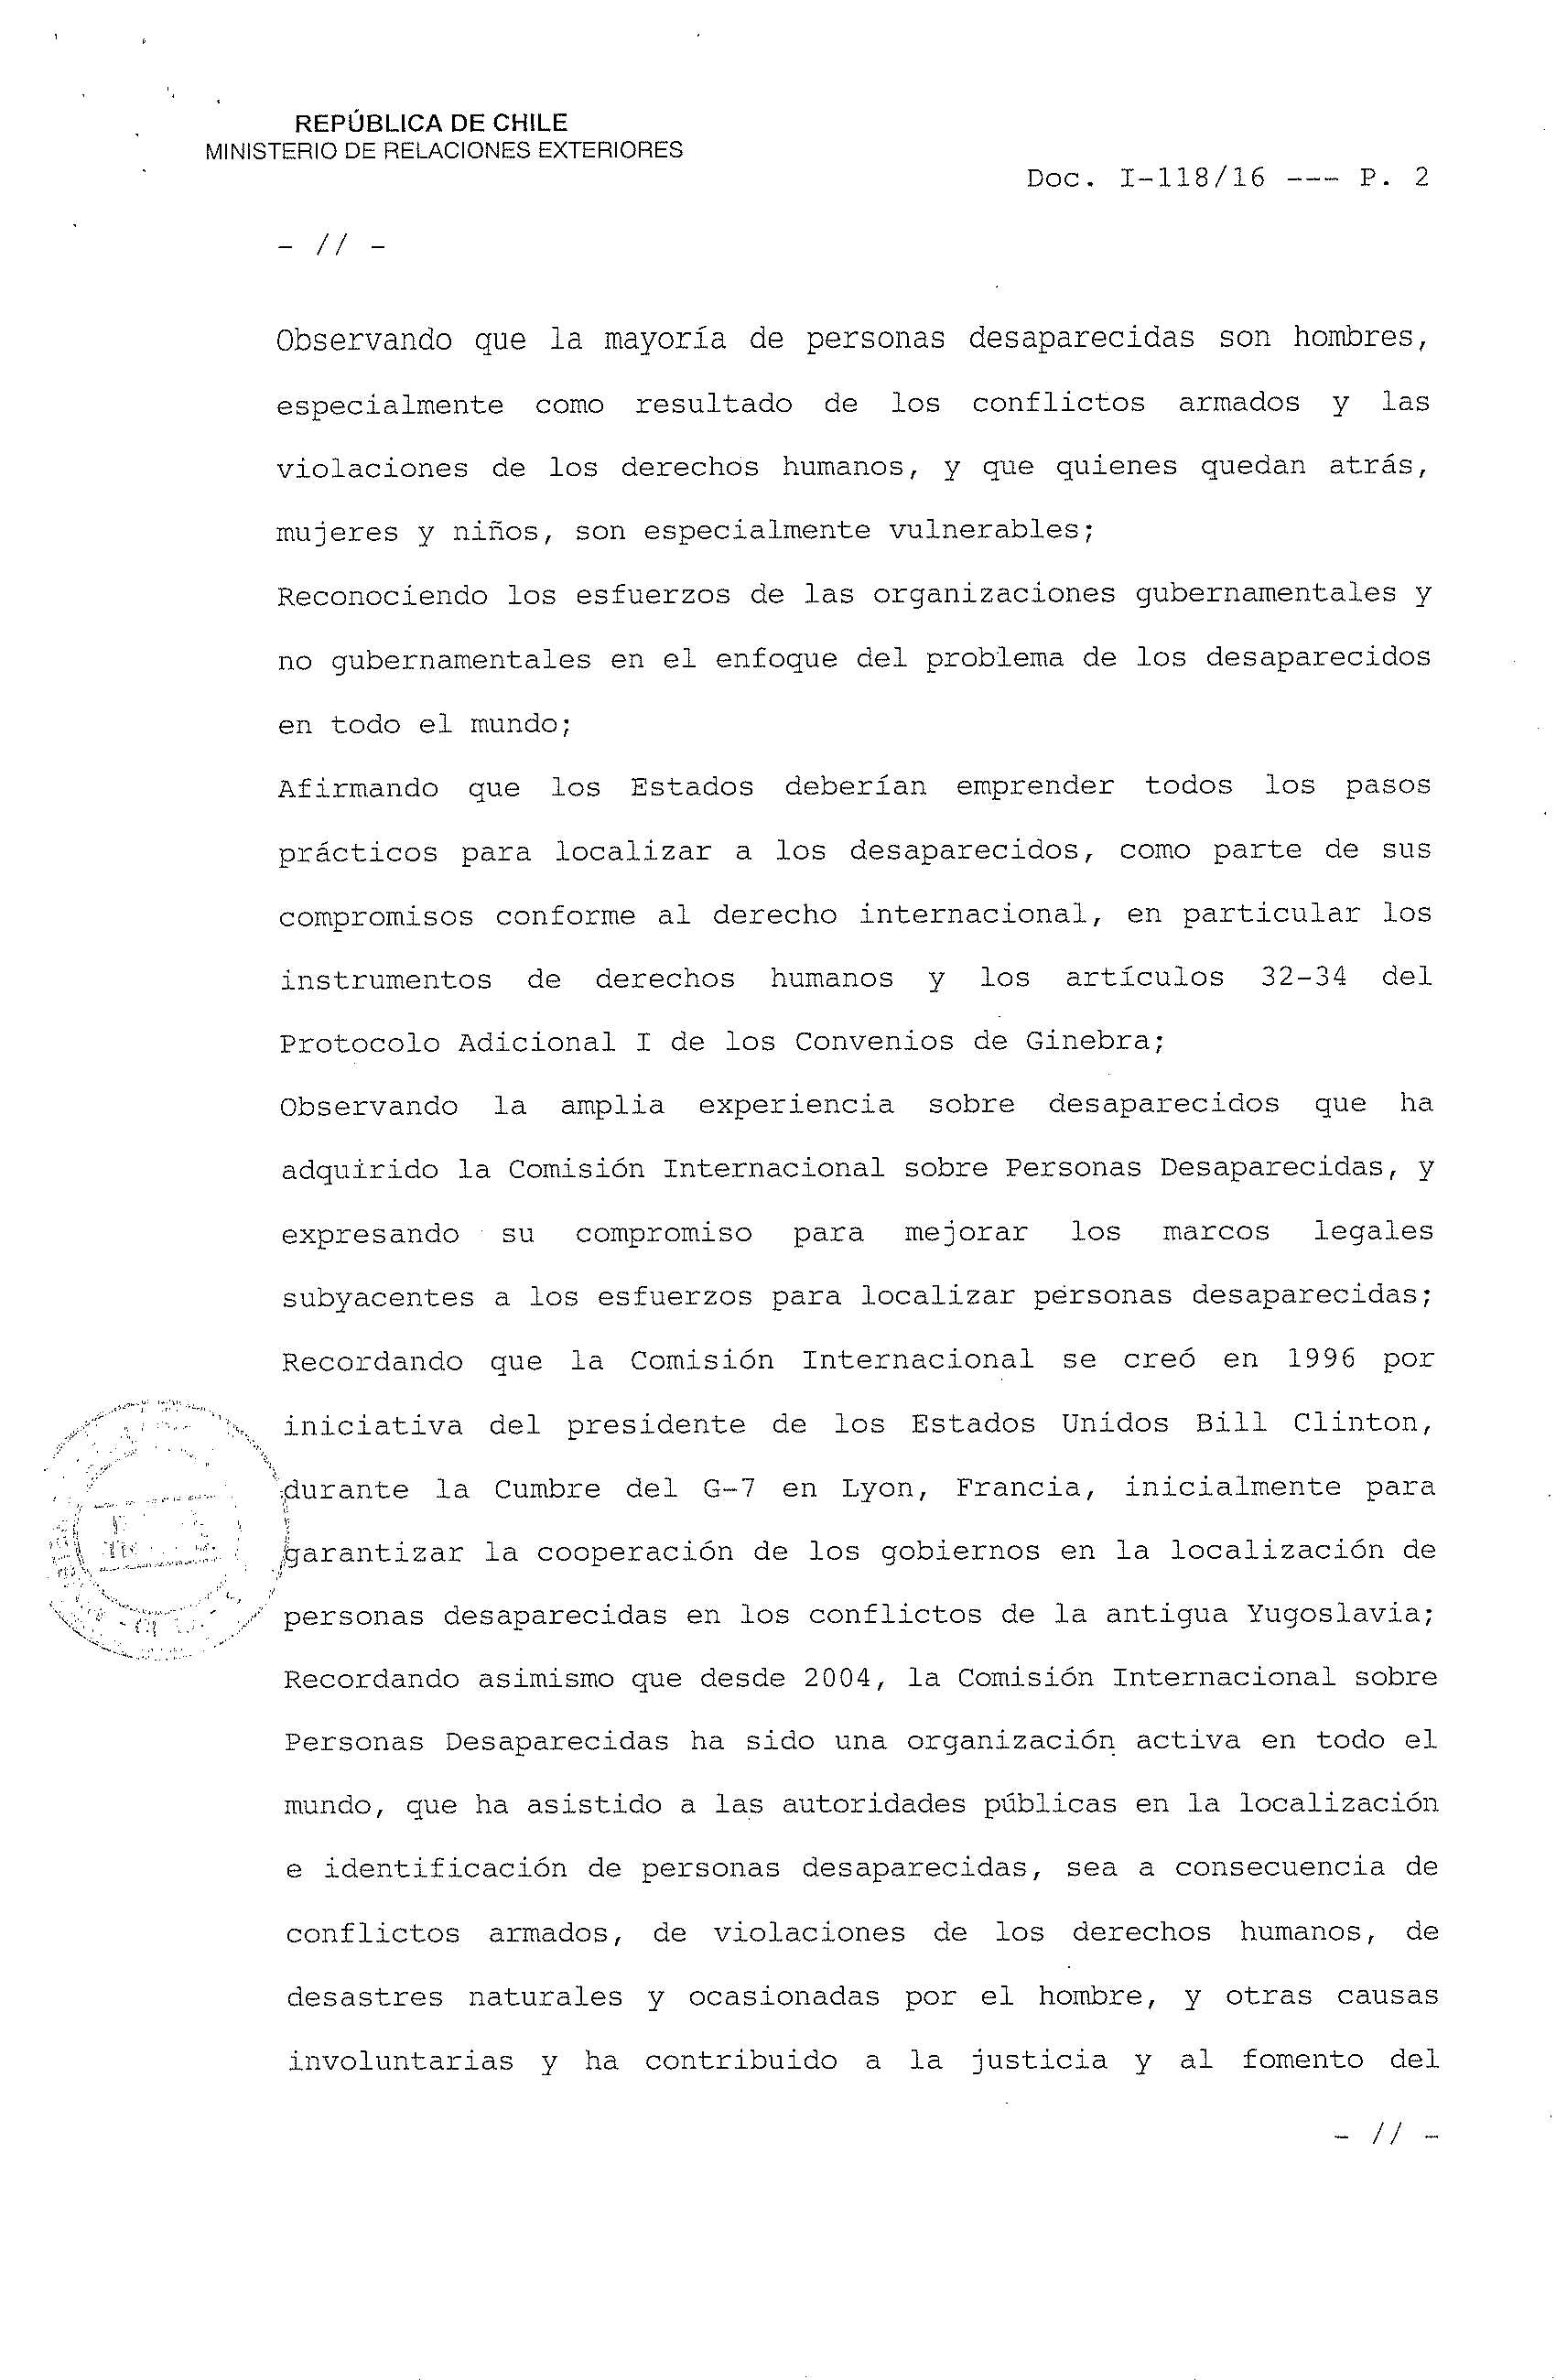 REPÚBLICA DE CHILE
MINISTERIO DE RELACIONES EXTERIORES
Doc. I-118/16 --- P. 2
- // -
Observando que la mayoría de personas desaparecidas son hombres,
especialmente como resultado de los conflictos armados y las
violaciones de los derechos humanos, y que quienes quedan atrás,
mujeres y niños, son especialmente vulnerables;
Reconociendo los esfuerzos de las organizaciones gubernamentales y
no gubernamentales en el enfoque del problema de los desaparecidos
en todo el mundo;
Afirmando que los Estados deberían emprender todos los pasos
prácticos para localizar a los desaparecidos, como parte de sus
compromisos conforme al derecho internacional, en particular los
instrumentos de derechos humanos y los artículos 32-34 del
Protocolo Adicional I de los Convenios de Ginebra;
Observando la amplia experiencia sobre desaparecidos que ha
adquirido la Comisión Internacional sobre Personas Desaparecidas, y
expresando su compromiso para mejorar los marcos legales
subyacentes a los esfuerzos para localizar personas desaparecidas;
Recordando que la Comisión Internacional se creó en 1996 por
iniciativa del presidente de los Estados Unidos Bill Clinton,
durante la Cumbre del G-7 en Lyon, Francia, inicialmente para
garantizar la cooperación de los gobiernos en la localización de
personas desaparecidas en los conflictos de la antigua Yugoslavia;
Recordando asimismo que desde 2004, la Comisión Internacional sobre
Personas Desaparecidas ha sido una organización activa en todo el
mundo, que ha asistido a las autoridades públicas en la localización
e identificación de personas desaparecidas, sea a consecuencia de
conflictos armados, de violaciones de los derechos humanos, de
desastres naturales y ocasionadas por el hombre, y otras causas
involuntarias y ha contribuido a la justicia y al fomento del
- // -